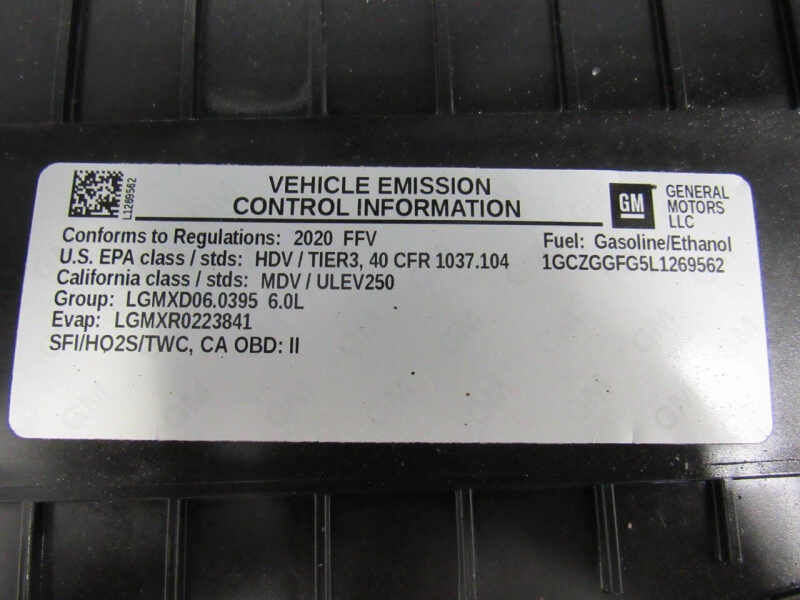 L1269562
VEHICLE EMISSION
CONTROL INFORMATION
GM
GENERAL
MOTORS
LLC
Conforms to Regulations: 2020 FFV
Fuel: Gasoline/Ethanol
U.S. EPA class / stds: HDV / TIER3, 40 CFR 1037.104
1GCZGGFG5L1269562
California class / stds: MDV / ULEV250
Group: LGMXD06.0395 6.0L
Evap: LGMXR0223841
SFI/HO2S/TWC, CA OBD: II